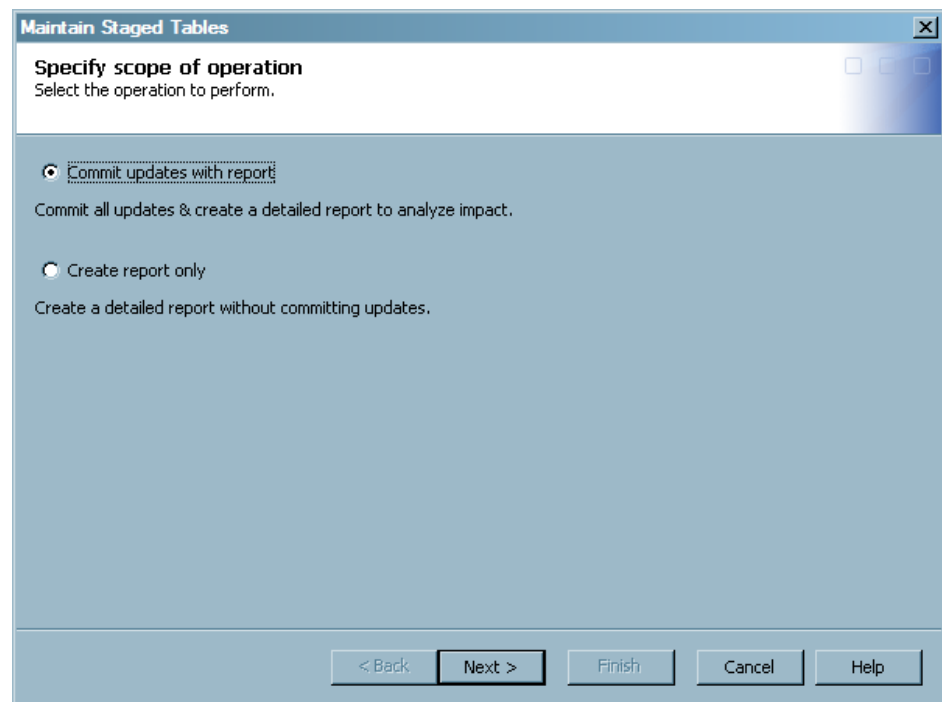 Maintain Staged Tables
Specify scope of operation
Select the operation to perform.
Commit updates with report
Commit all updates & create a detailed report to analyze impact.
Create report only
Create a detailed report without committing updates.
< Back Next > Finish Cancel Help